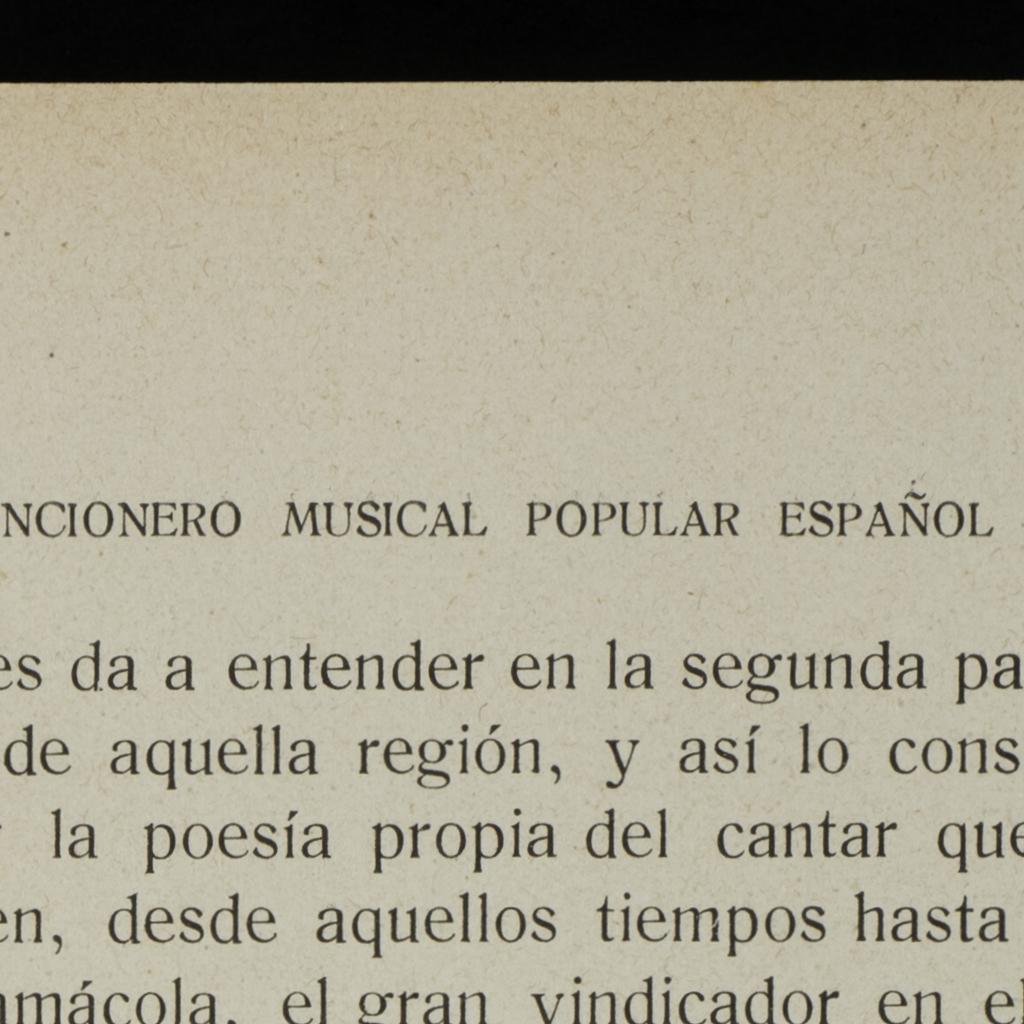 NCIONERO MUSICAL POPULAR ESPAÑOL
es da a entender en la segunda pa
de aquella región, y así lo cons
la poesía propia del cantar que
en, desde aquellos tiempos hasta
amácola, el gran vindicador en el